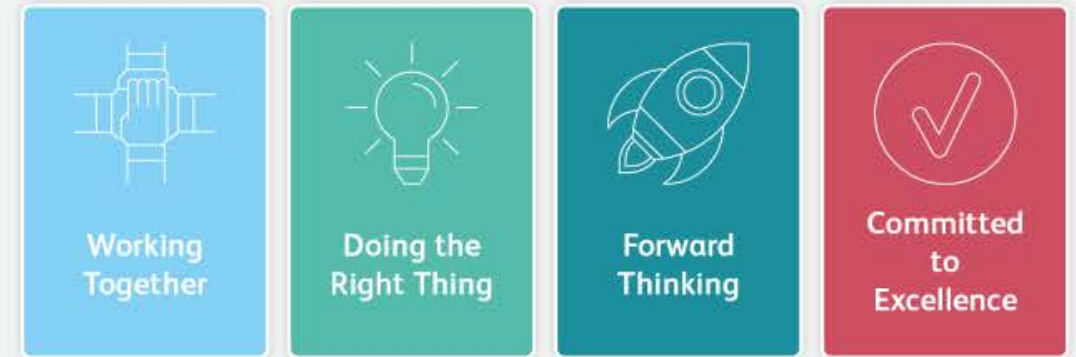 Working
Together
Doing the
Right Thing
Forward
Thinking
Committed
to
Excellence